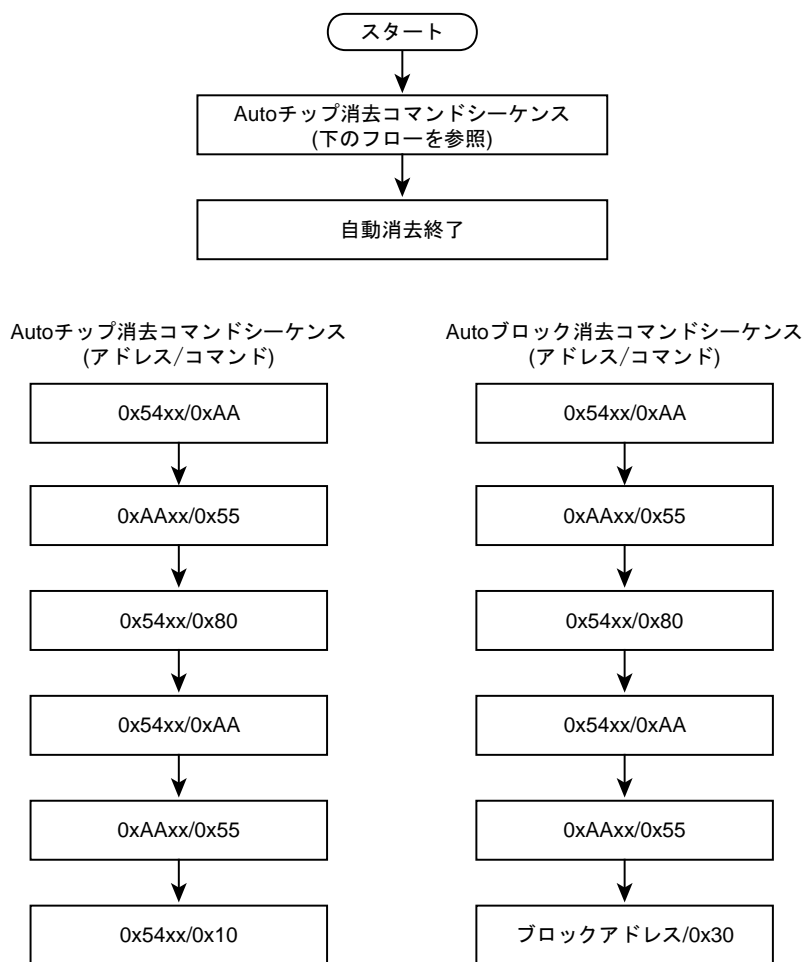 スタート
Autoチップ消去コマンドシーケンス
(下のフローを参照)
自動消去終了
Autoチップ消去コマンドシーケンス
(アドレス/コマンド)
0x54xx/0xAA
0xAAxx/0x55
0x54xx/0x80
0x54xx/0xAA
0xAAxx/0x55
0x54xx/0x10
Autoブロック消去コマンドシーケンス
(アドレス/コマンド)
0x54xx/0xAA
0xAAxx/0x55
0x54xx/0x80
0x54xx/0xAA
0xAAxx/0x55
ブロックアドレス/0x30